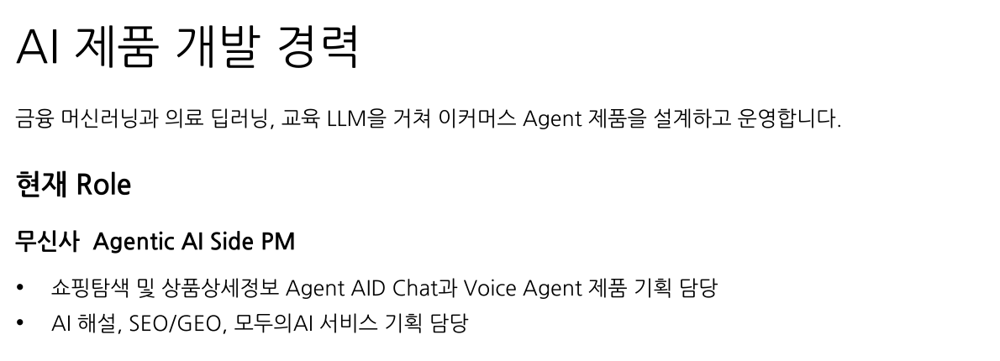 AI 제품 개발 경력
금융 머신러닝과 의료 딥러닝, 교육 LLM을 거쳐 이커머스 Agent 제품을 설계하고 운영합니다.
현재 Role
무신사  Agentic AI Side PM
• 쇼핑탐색 및 상품상세정보 Agent AID Chat과 Voice Agent 제품 기획 담당
• AI 해설, SEO/GEO, 모두의AI 서비스 기획 담당